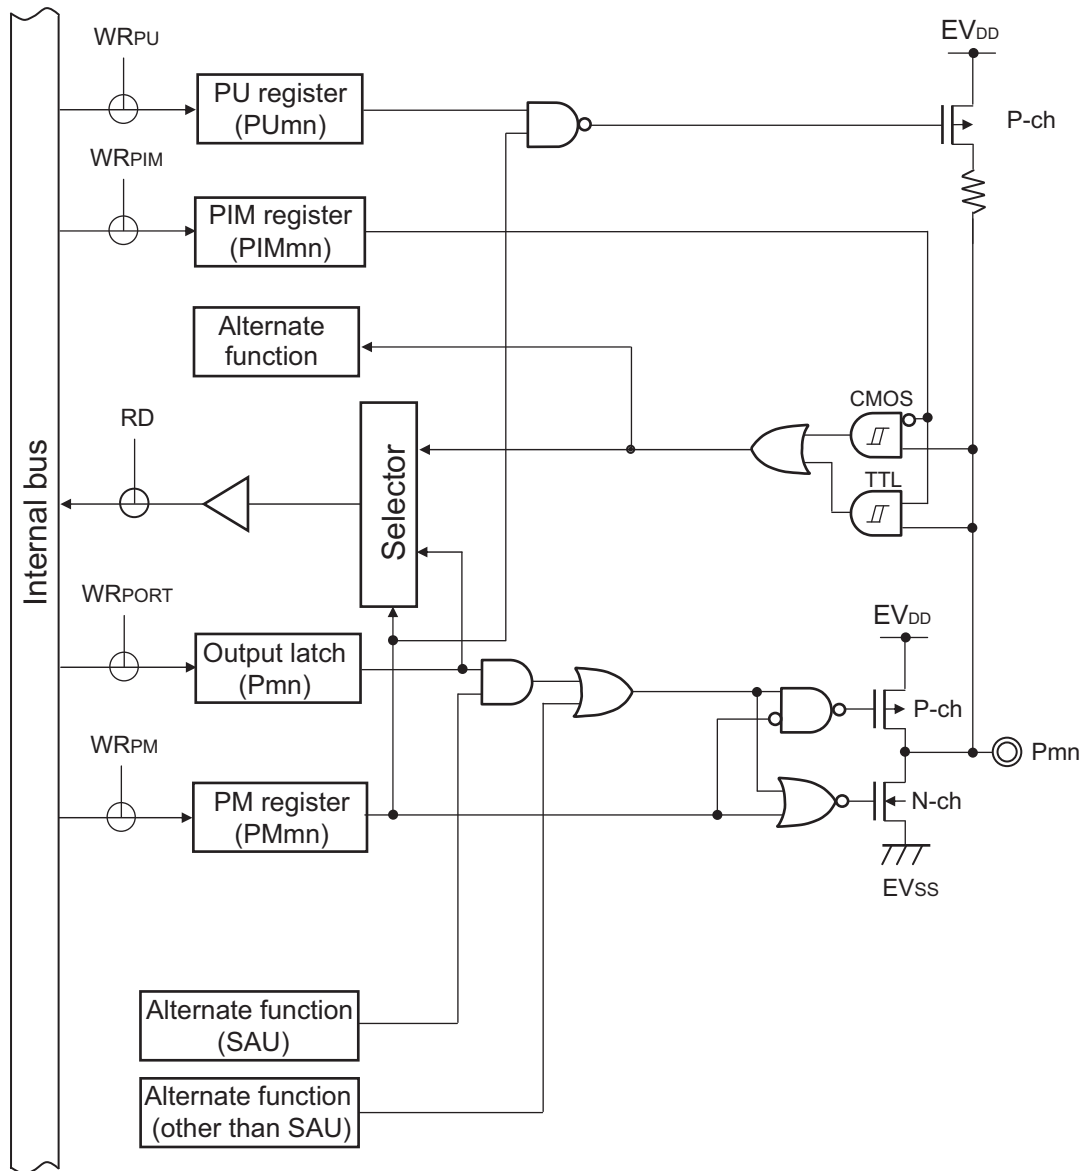 WRPU
EVDD
PU register
(PUmn)
P-ch
WRPIM
PIM register
(PIMmn)
Alternate
function
CMOS
RD
TTL
Selector
Internal bus
WRPORT
EVDD
Output latch
(Pmn)
P-ch
Pmn
WRPM
PM register
(PMmn)
N-ch
EVSS
Alternate function
(SAU)
Alternate function
(other than SAU)